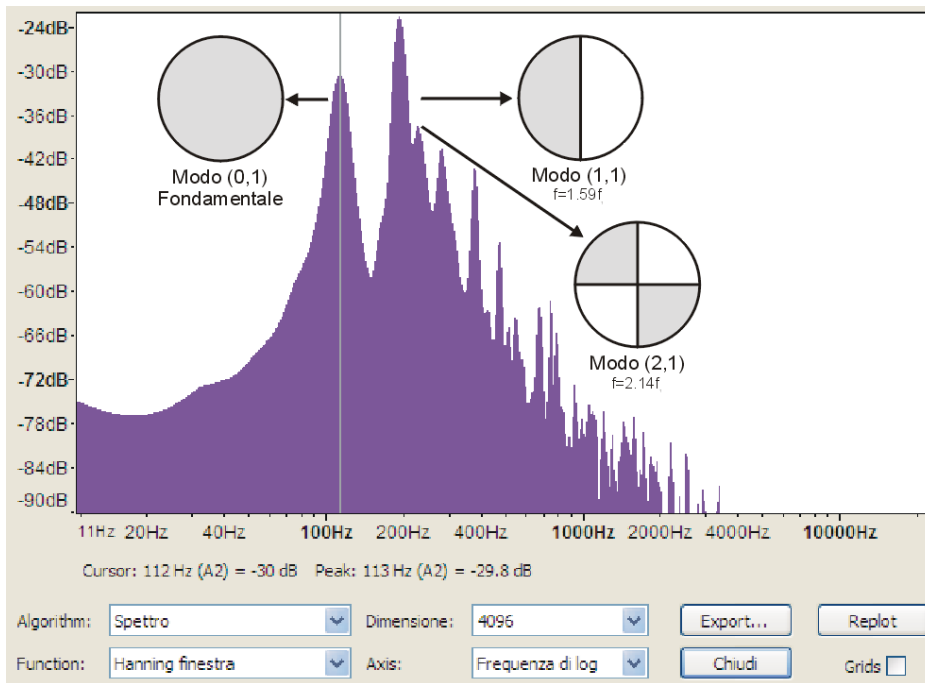 -24dB
-30dB
-36dB
-42dB
-48dB
-54dB
-60dB
-66dB
-72dB
-78dB
-84dB
-90dB
Modo (0,1)
Fondamentale
Modo (1,1)
f=1.59f
Modo (2,1)
f=2.14f
11Hz 20Hz 40Hz 100Hz 200Hz 400Hz 1000Hz 2000Hz 4000Hz 10000Hz
Cursor: 112 Hz (A2) = -30 dB Peak: 113 Hz (A2) = -29.8 dB
Algorithm: Spettro Dimensione: 4096 Export... Replot
Function: Hanning finestra Axis: Frequenza di log Chiudi Grids